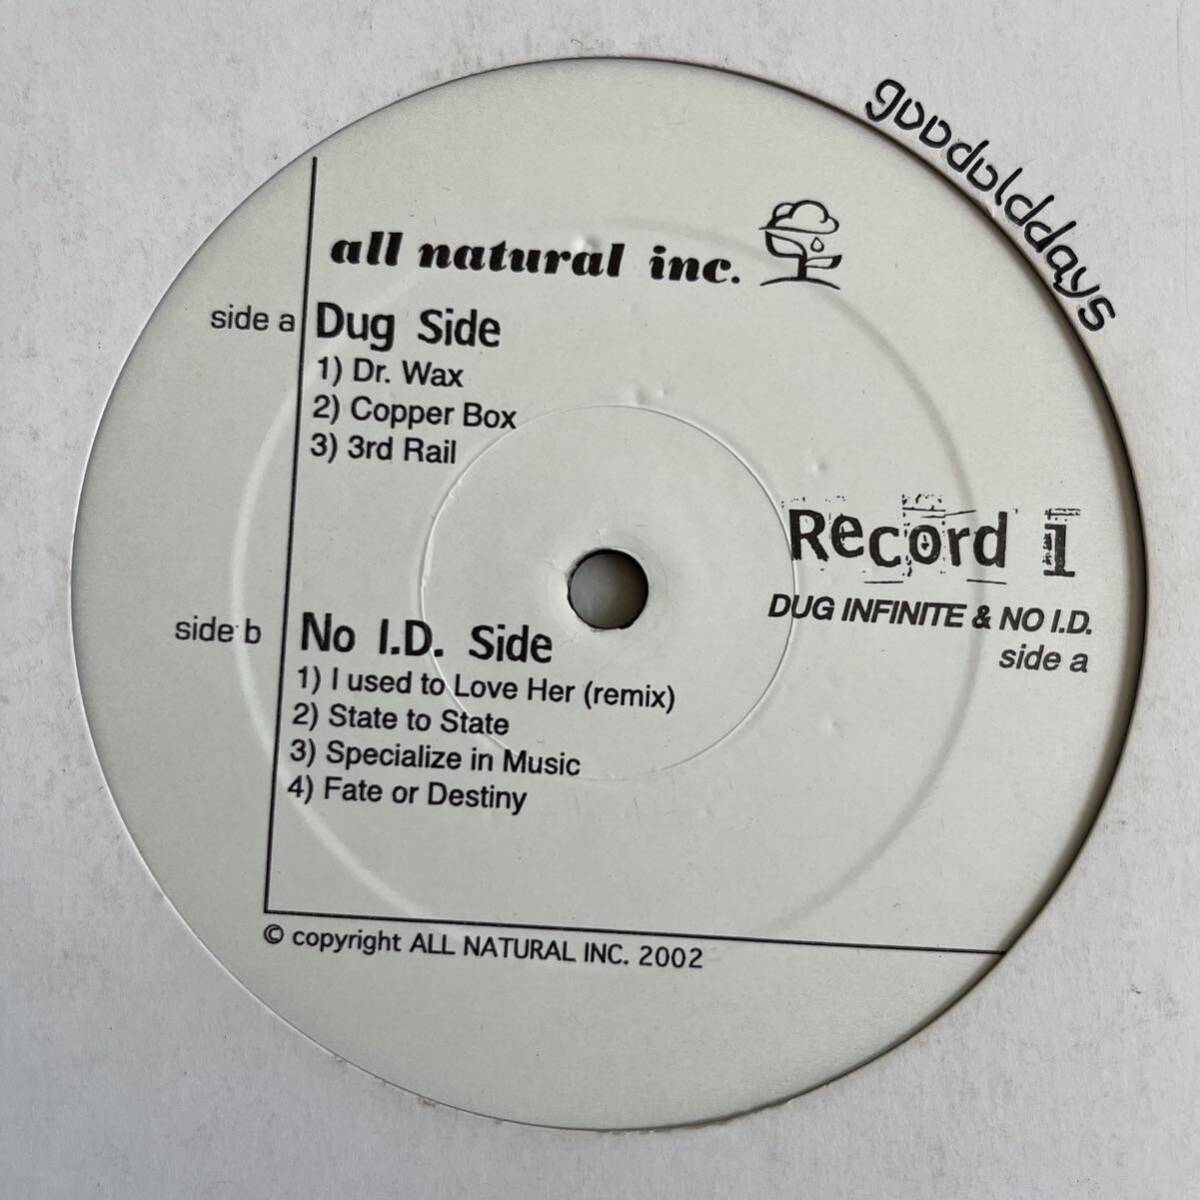 goodolddays
all natural inc.
side a
Dug Side
1) Dr. Wax
2) Copper Box
3) 3rd Rail
Record 1
DUG INFINITE & NO I.D.
side a
side b
No I.D. Side
1) I used to Love Her (remix)
2) State to State
3) Specialize in Music
4) Fate or Destiny
© copyright ALL NATURAL INC. 2002